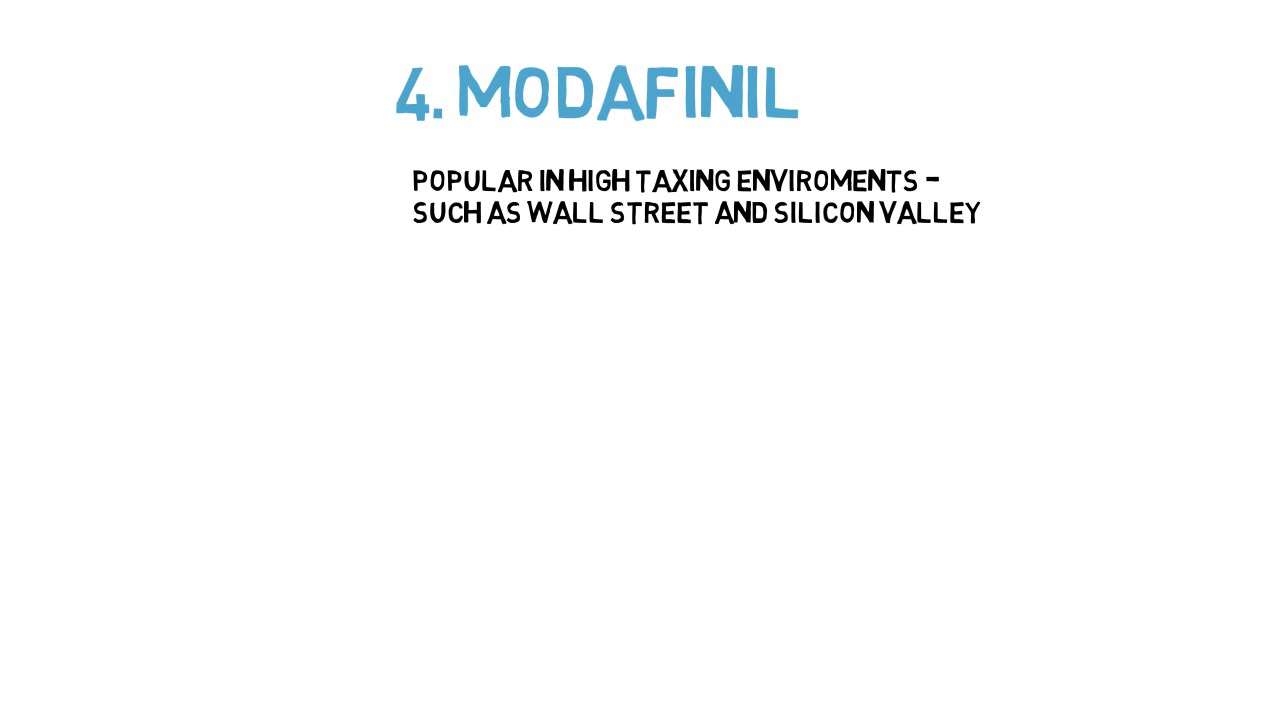 4. MODAFINIL
POPULAR IN HIGH TAXING ENVIROMENTS -
SUCH AS WALL STREET AND SILICON VALLEY